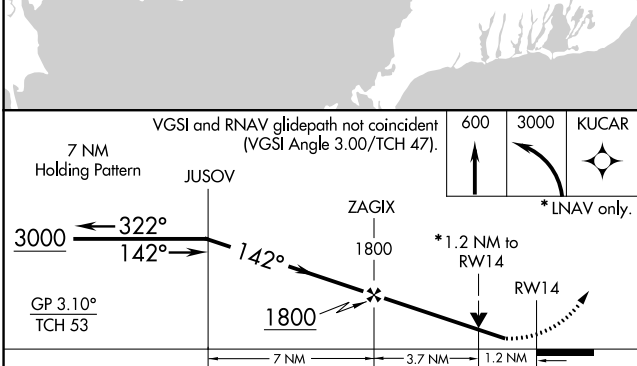 VGSI and RNAV glidepath not coincident
(VGSI Angle 3.00/TCH 47).
600
3000
KUCAR
7 NM
Holding Pattern
JUSOV
ZAGIX
* LNAV only.
3000
322°
142°
142°
1800
*1.2 NM to
RW14
RW14
GP 3.10°
TCH 53
1800
7 NM
3.7 NM
1.2 NM